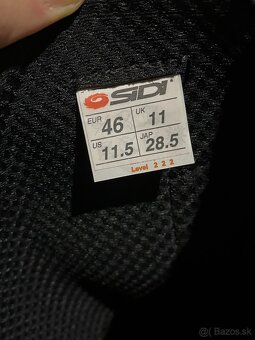 SIDI
EUR 46 UK 11
US 11.5 JAP 28.5
Level 2 2 2
© Bazos.sk